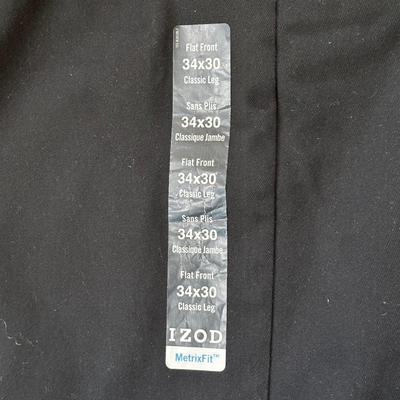 Flat Front
34x30
Classic Leg
Sans Plis
34x30
Classique Jambe
Flat Front
34x30
Classic Leg
Sans Plis
34x30
Classique Jambe
Flat Front
34x30
Classic Leg
IZOD
MetrixFit™